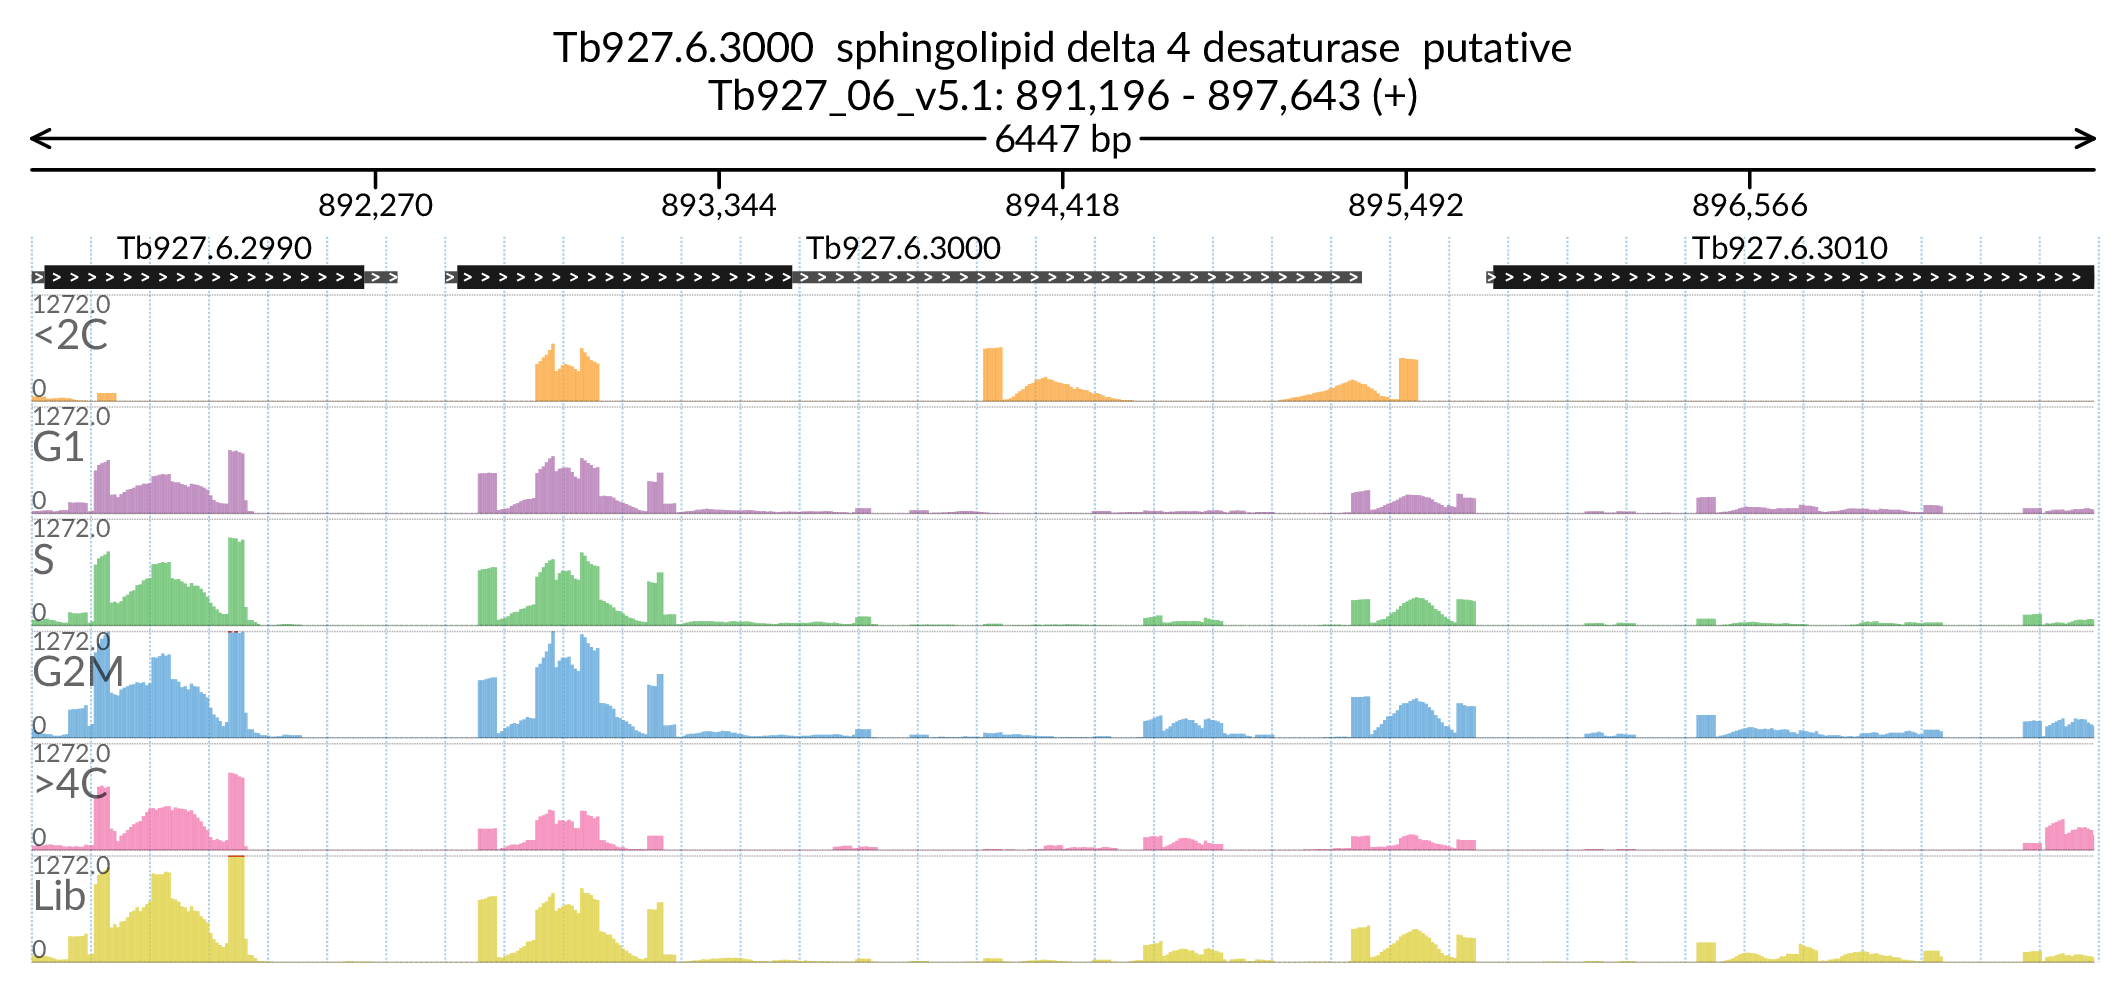 Tb927.6.3000  sphingolipid delta 4 desaturase  putative
Tb927_06_v5.1: 891,196 - 897,643 (+)
6447 bp
892,270 893,344 894,418 895,492 896,566
Tb927.6.2990 Tb927.6.3000 Tb927.6.3010
1272.0
<2C
0
1272.0
G1
0
1272.0
S
0
1272.0
G2M
0
1272.0
>4C
0
1272.0
Lib
0